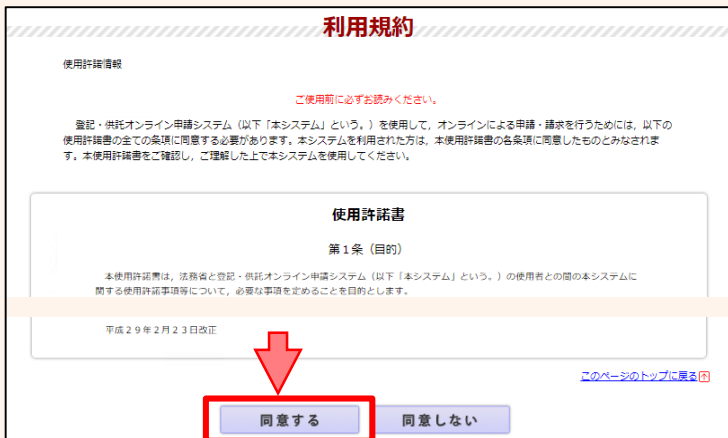 利用規約
使用許諾情報
ご使用前に必ずお読みください。
登記・供託オンライン申請システム（以下「本システム」という。）を使用して，オンラインによる申請・請求を行うためには，以下の
使用許諾書の全ての条項に同意する必要があります。本システムを利用された方は，本使用許諾書の各条項に同意したものとみなされま
す。本使用許諾書をご確認し，ご理解した上で本システムを使用してください。
使用許諾書
第１条（目的）
本使用許諾書は，法務省と登記・供託オンライン申請システム（以下「本システム」という。）の使用者との間の本システムに
関する使用許諾事項等について，必要な事項を定めることを目的とします。
平成２９年２月２３日改正
このページのトップに戻る
同意する
同意しない